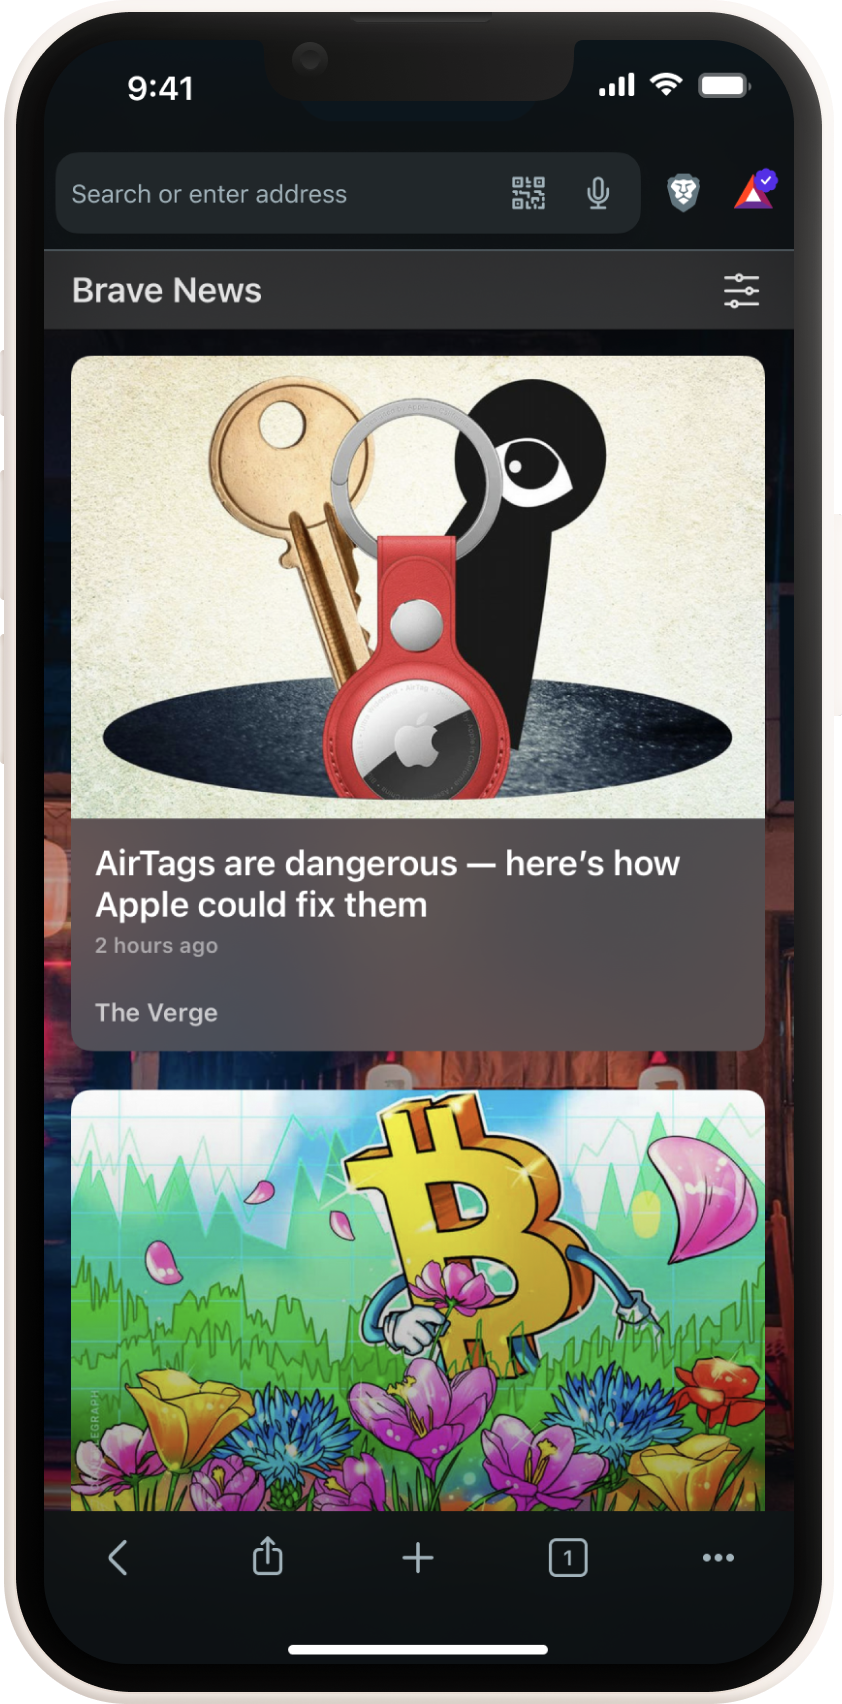 9:41
Search or enter address
Brave News
AirTags are dangerous — here’s how
Apple could fix them
2 hours ago
The Verge
EGRAPH
1